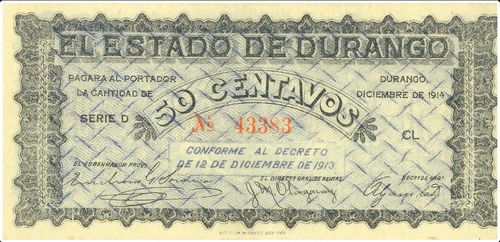 EL ESTADO DE DURANGO
PAGARA AL PORTADOR
LA CANTIDAD DE
SERIE D
50 CENTAVOS
DURANGO,
DICIEMBRE DE 1914
No 43383
CL
CONFORME AL DECRETO
DE 12 DE DICIEMBRE DE 1913
EL GOBERNADOR PROVL.
EL DIRECTOR GRAL DE RENTAS,